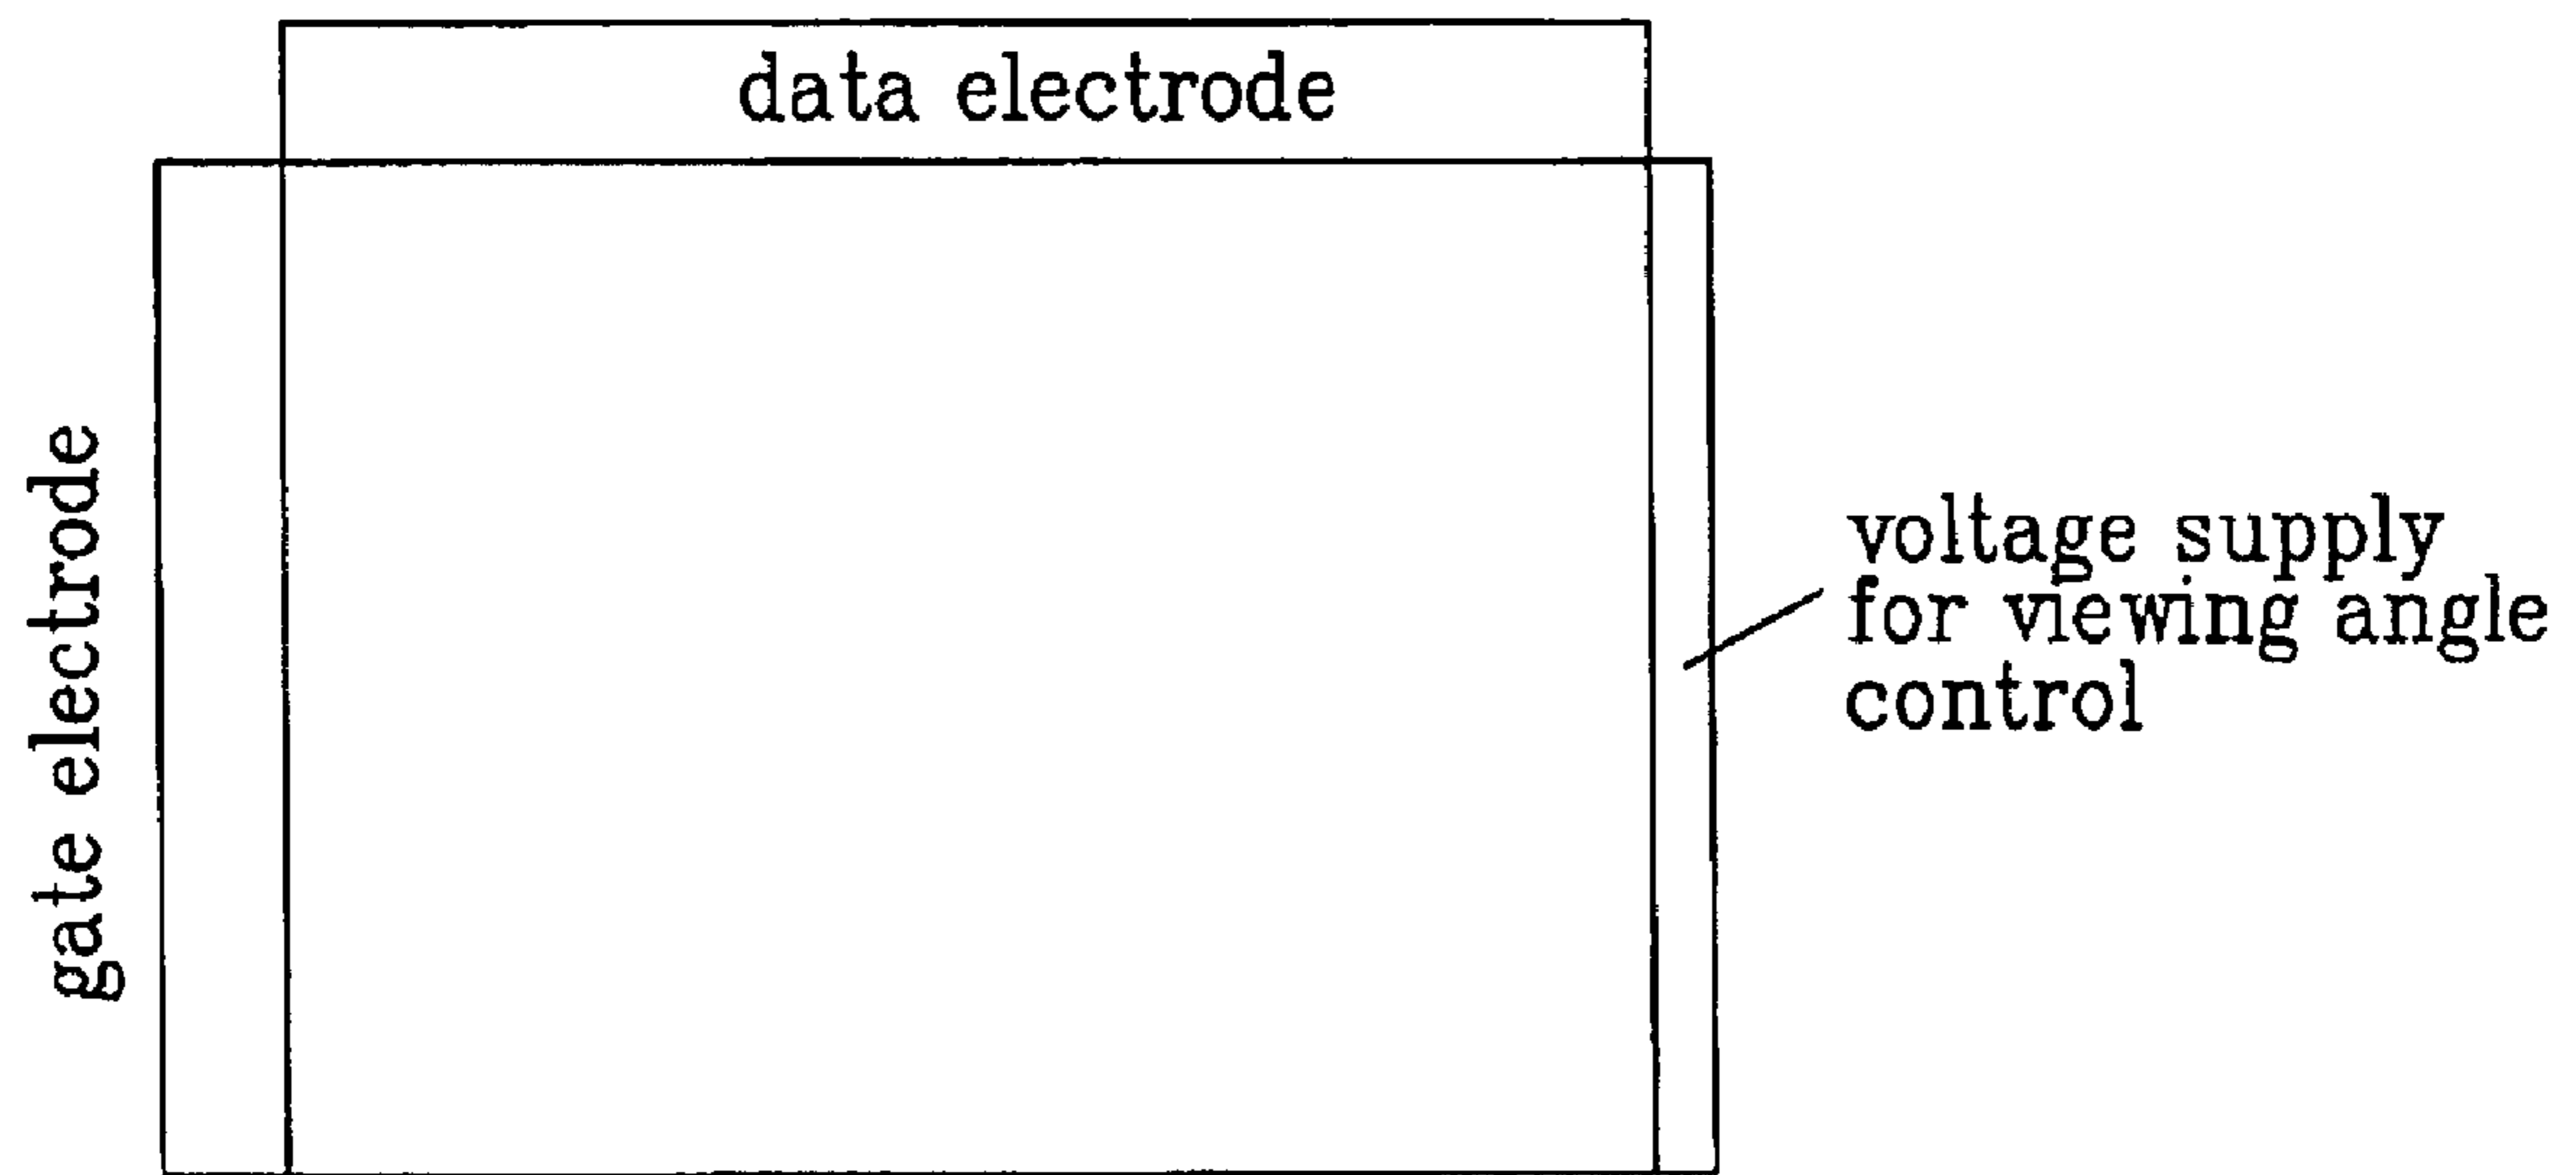 data electrode
gate electrode
voltage supply
for viewing angle
control